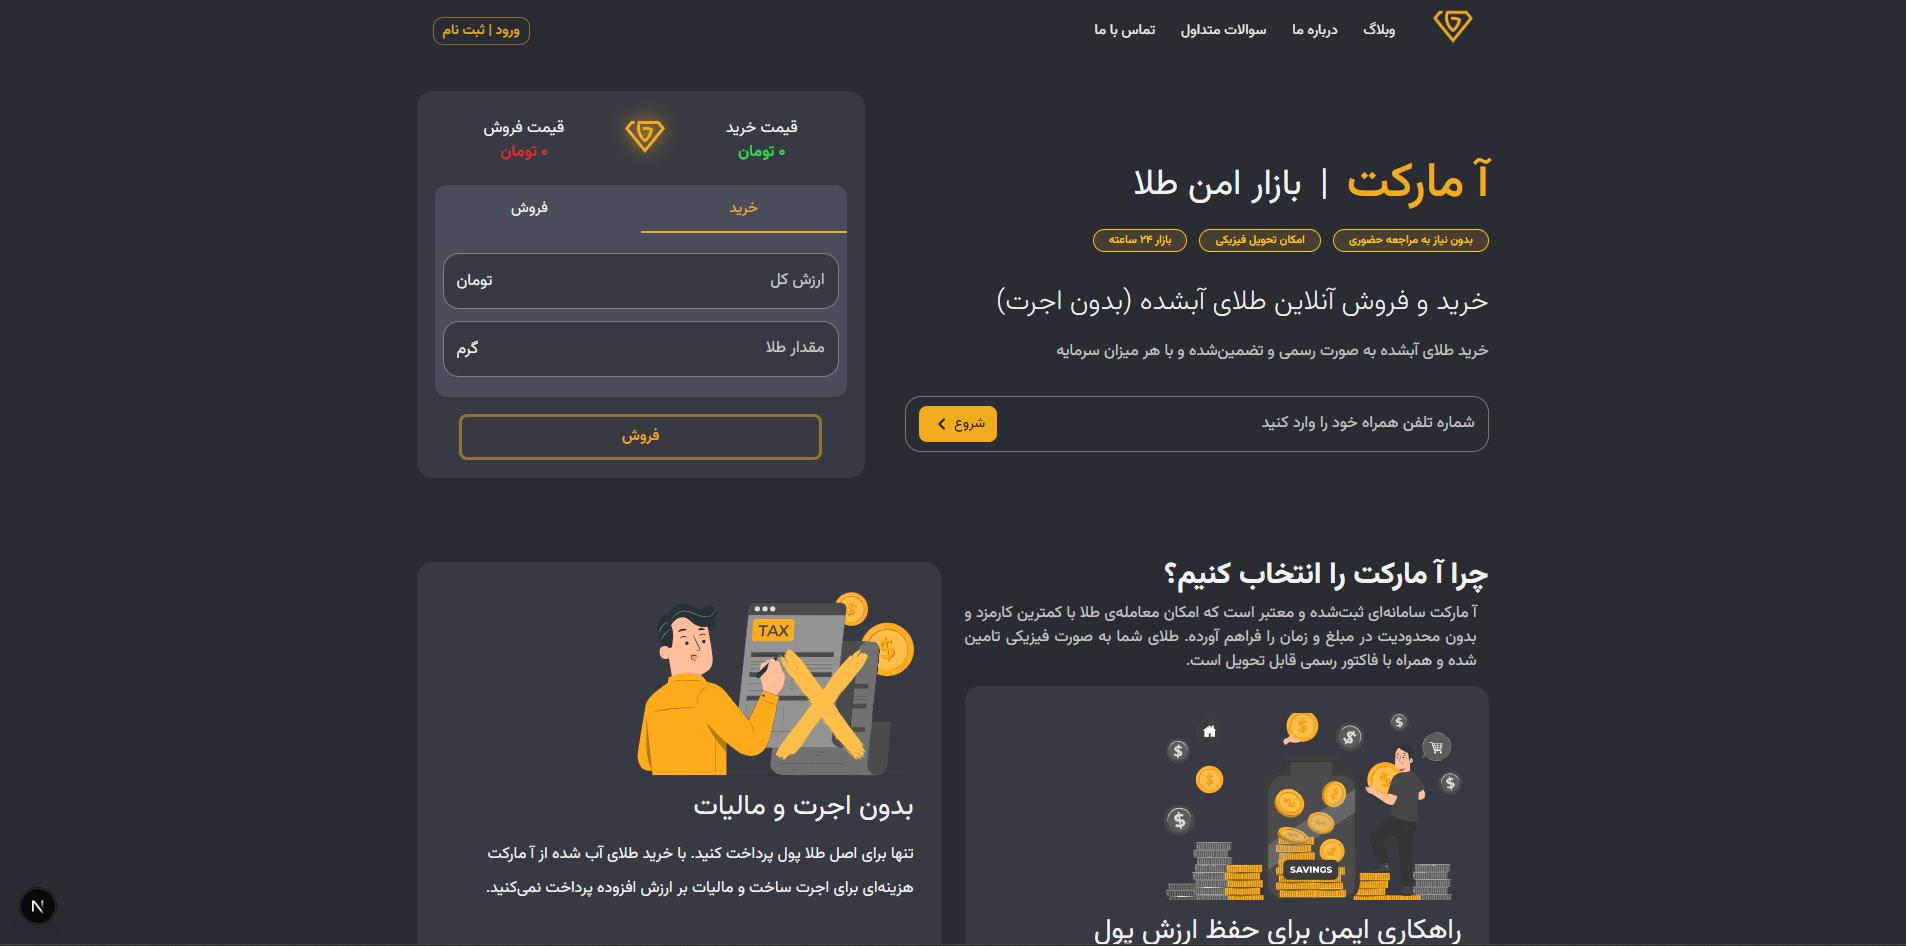 وبلاگ
درباره ما
سوالات متداول
تماس با ما
ورود | ثبت نام
آ مارکت | بازار امن طلا
بدون نیاز به مراجعه حضوری
امکان تحویل فیزیکی
بازار ۲۴ ساعته
خرید و فروش آنلاین طلای آبشده (بدون اجرت)
خرید طلای آبشده به صورت رسمی و تضمین‌شده و با هر میزان سرمایه
شماره تلفن همراه خود را وارد کنید
شروع
قیمت خرید
۰ تومان
قیمت فروش
۰ تومان
خرید
فروش
ارزش کل
تومان
مقدار طلا
گرم
فروش
چرا آ مارکت را انتخاب کنیم؟
آ مارکت سامانه‌ای ثبت‌شده و معتبر است که امکان معامله‌ی طلا با کمترین کارمزد و
بدون محدودیت در مبلغ و زمان را فراهم آورده. طلای شما به صورت فیزیکی تامین
شده و همراه با فاکتور رسمی قابل تحویل است.
SAVINGS
راهکاری ایمن برای حفظ ارزش پول
TAX
بدون اجرت و مالیات
تنها برای اصل طلا پول پرداخت کنید. با خرید طلای آب شده از آ مارکت
هزینه‌ای برای اجرت ساخت و مالیات بر ارزش افزوده پرداخت نمی‌کنید.
N